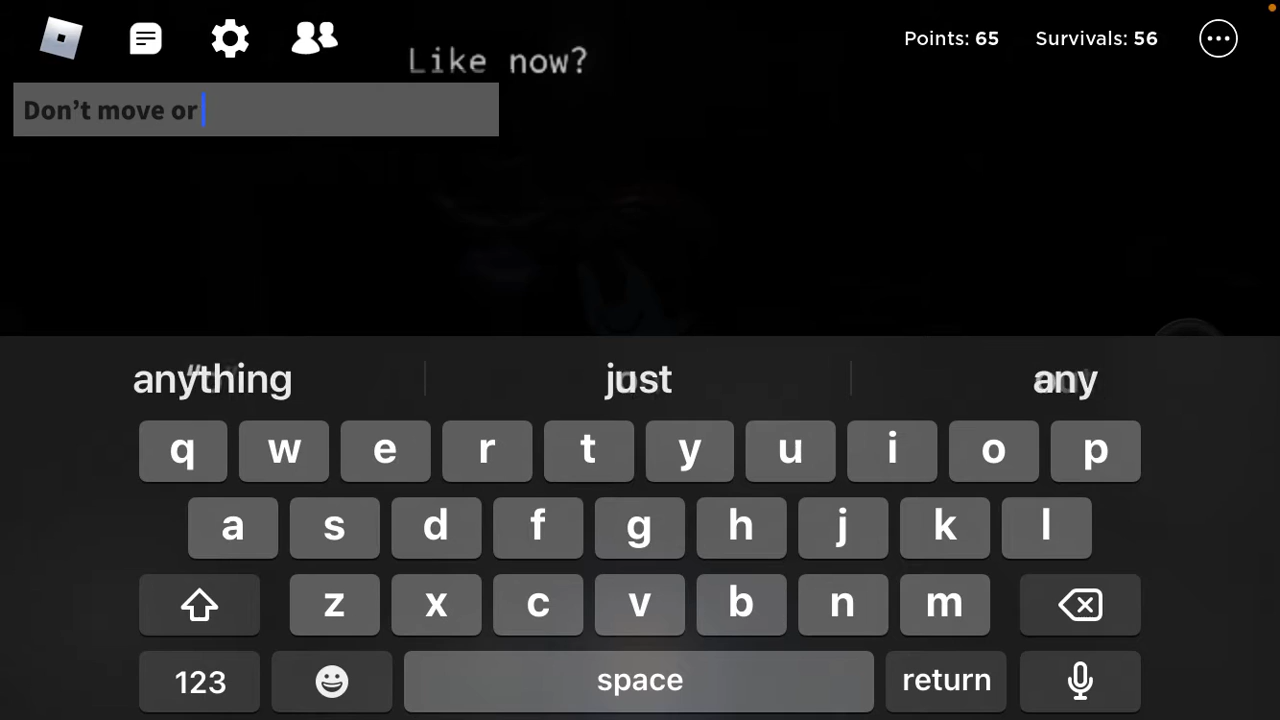 Points: 65 Survivals: 56
Like now?
Don’t move or
anything just any
q w e r t y u i o p
a s d f g h j k l
z x c v b n m
123 space return